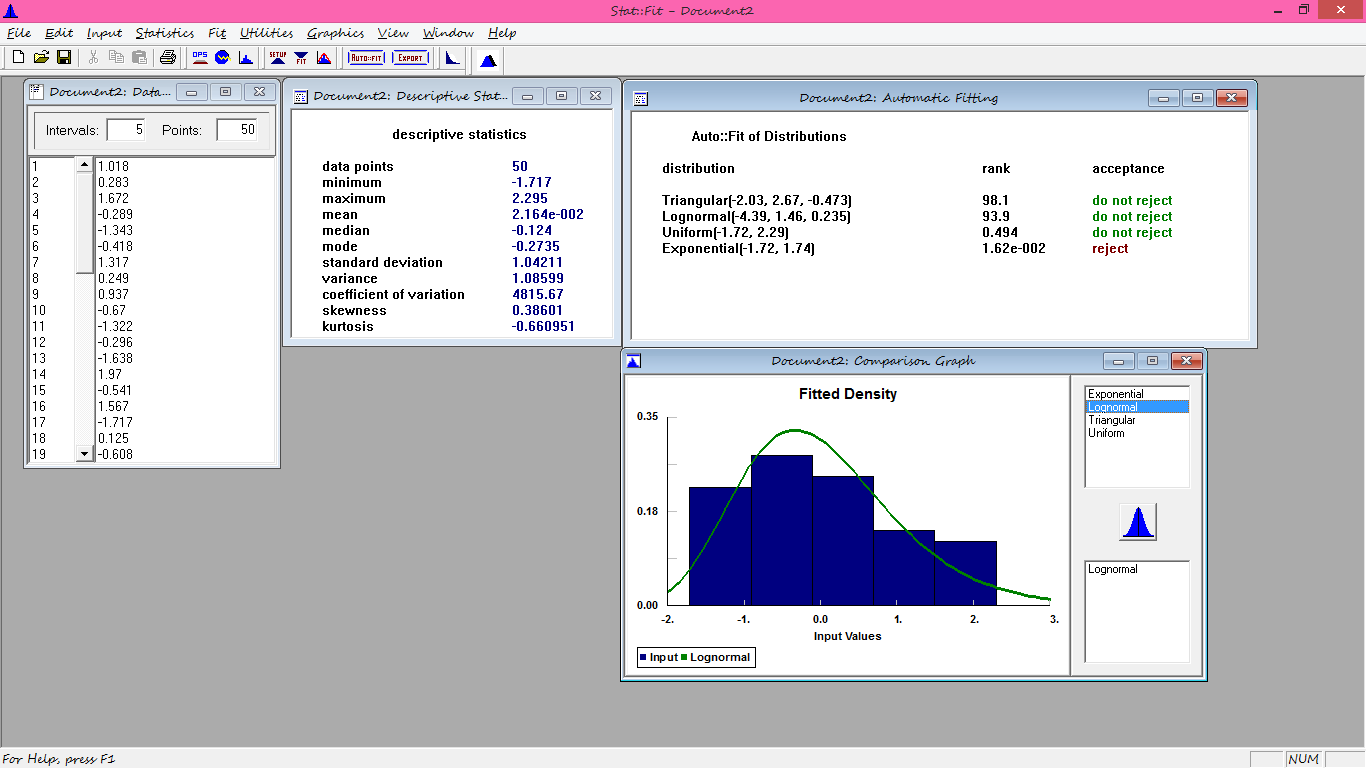 Stat::Fit - Document2
File Edit Input Statistics Fit Utilities Graphics View Window Help
OPS SETUP FIT AUTO::FIT EXPORT
Document2: Data...
Intervals: 5 Points: 50
1 1.018
2 0.283
3 1.672
4 -0.289
5 -1.343
6 -0.418
7 1.317
8 0.249
9 0.937
10 -0.67
11 -1.322
12 -0.296
13 -1.638
14 1.97
15 -0.541
16 1.567
17 -1.717
18 0.125
19 -0.608
Document2: Descriptive Stat...
descriptive statistics
data points 50
minimum -1.717
maximum 2.295
mean 2.164e-002
median -0.124
mode -0.2735
standard deviation 1.04211
variance 1.08599
coefficient of variation 4815.67
skewness 0.38601
kurtosis -0.660951
Document2: Automatic Fitting
Auto::Fit of Distributions
distribution rank acceptance
Triangular(-2.03, 2.67, -0.473) 98.1 do not reject
Lognormal(-4.39, 1.46, 0.235) 93.9 do not reject
Uniform(-1.72, 2.29) 0.494 do not reject
Exponential(-1.72, 1.74) 1.62e-002 reject
Document2: Comparison Graph
Fitted Density
0.35
0.18
0.00
-2. -1. 0.0 1. 2. 3.
Input Values
Input Lognormal
Exponential
Lognormal
Triangular
Uniform
Lognormal
For Help, press F1
NUM